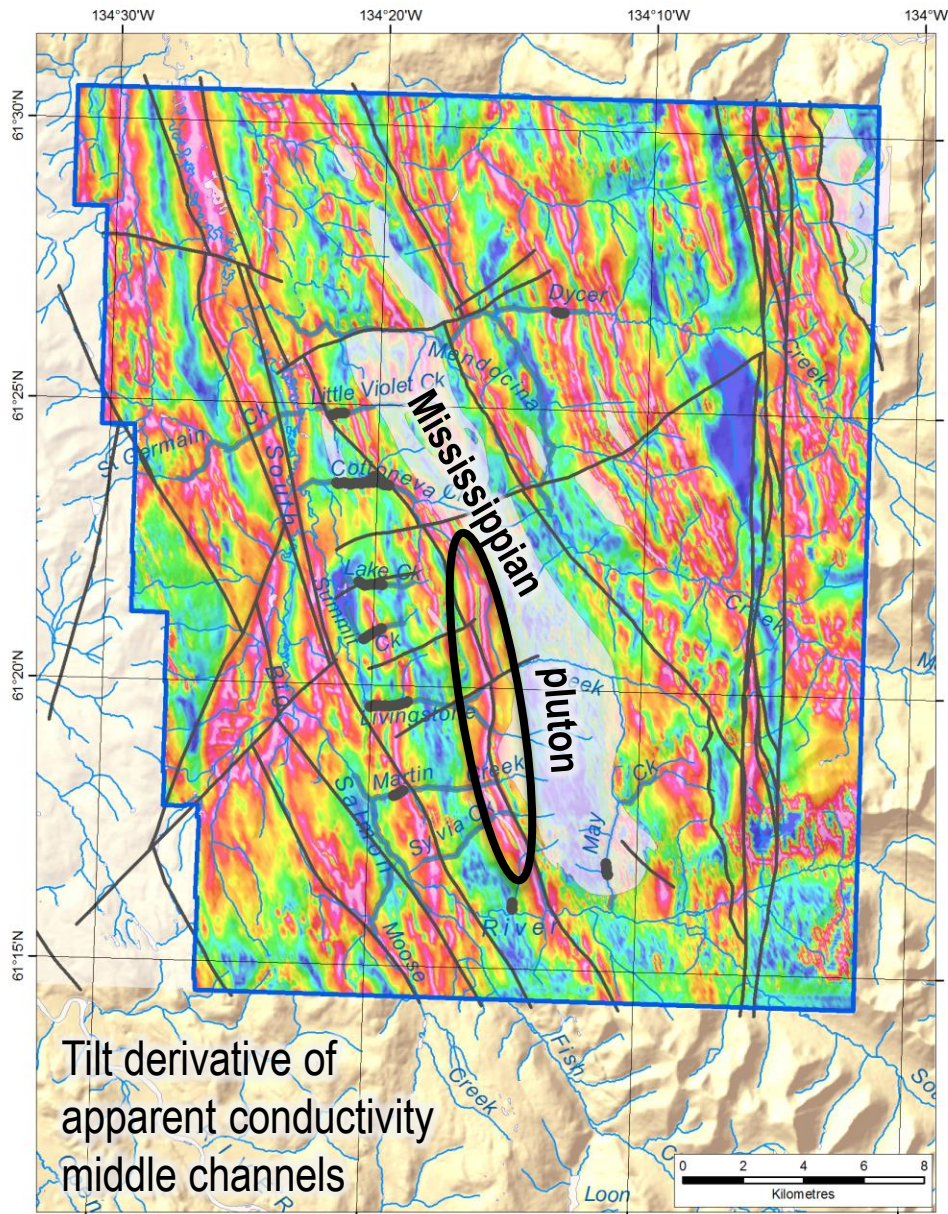 134°30'W
134°20'W
134°10'W
134°W
61°30'N
61°25'N
61°20'N
61°15'N
Dycer
Creek
Mendocina
Creek
Little Violet Ck
St Germain Ck
Cottoneva Ck
South
Mississippian
pluton
Lake Ck
Summit Ck
Big
Salmon
Livingstone Creek
Martin Creek
Sylvia Ck
May Ck
River
Moose
Creek
Fish
Loon
Tilt derivative of
apparent conductivity
middle channels
0 2 4 6 8
Kilometres